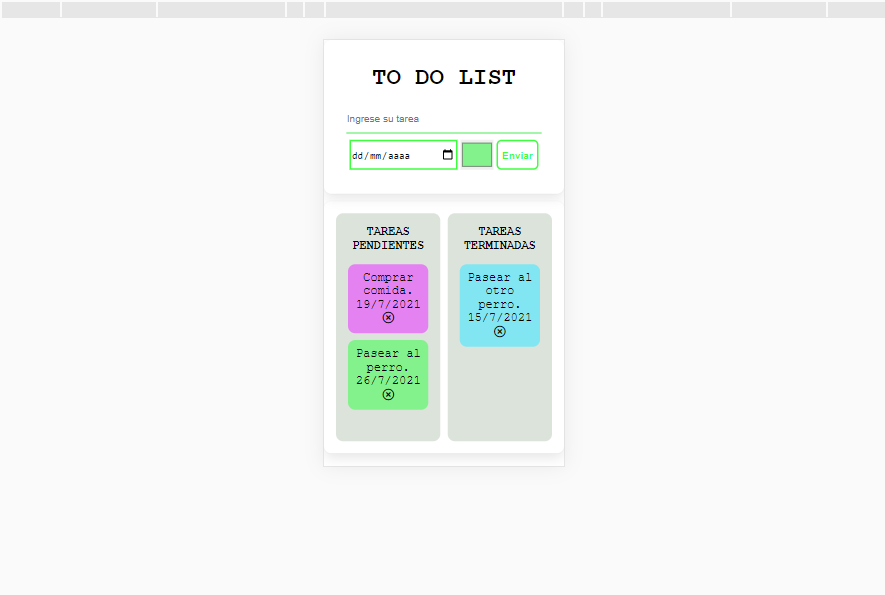 TO DO LIST
Ingrese su tarea
dd/mm/aaaa
Enviar
TAREAS
PENDIENTES
Comprar
comida.
19/7/2021
Pasear al
perro.
26/7/2021
TAREAS
TERMINADAS
Pasear al
otro
perro.
15/7/2021